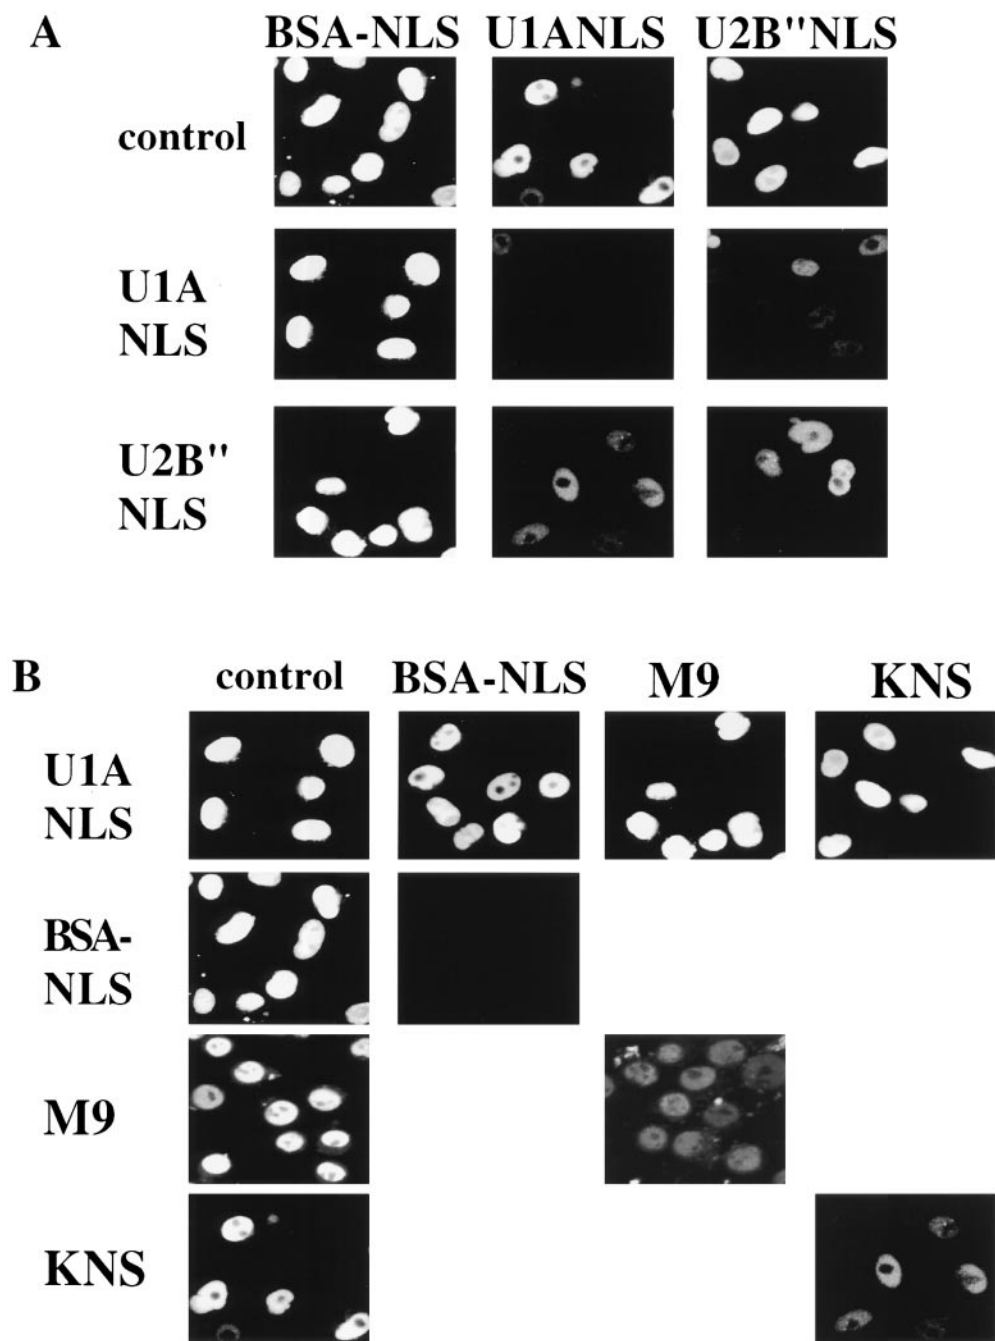 A
BSA-NLS U1ANLS U2B"NLS
control
U1A
NLS
U2B"
NLS
B
control BSA-NLS M9 KNS
U1A
NLS
BSA-
NLS
M9
KNS